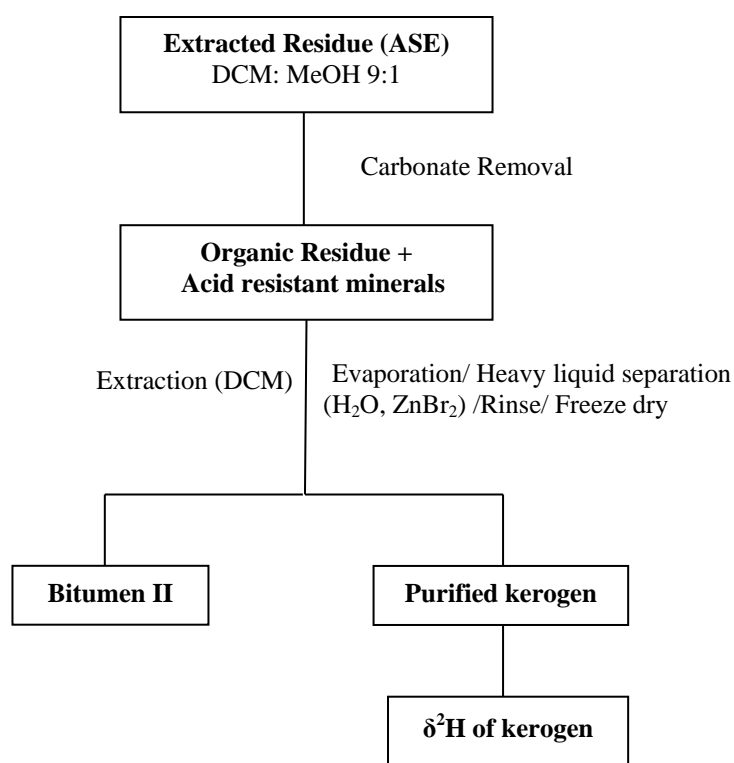 Extracted Residue (ASE)
DCM: MeOH 9:1
Carbonate Removal
Organic Residue +
Acid resistant minerals
Extraction (DCM)
Evaporation/ Heavy liquid separation
(H₂O, ZnBr₂) /Rinse/ Freeze dry
Bitumen II
Purified kerogen
δ²H of kerogen